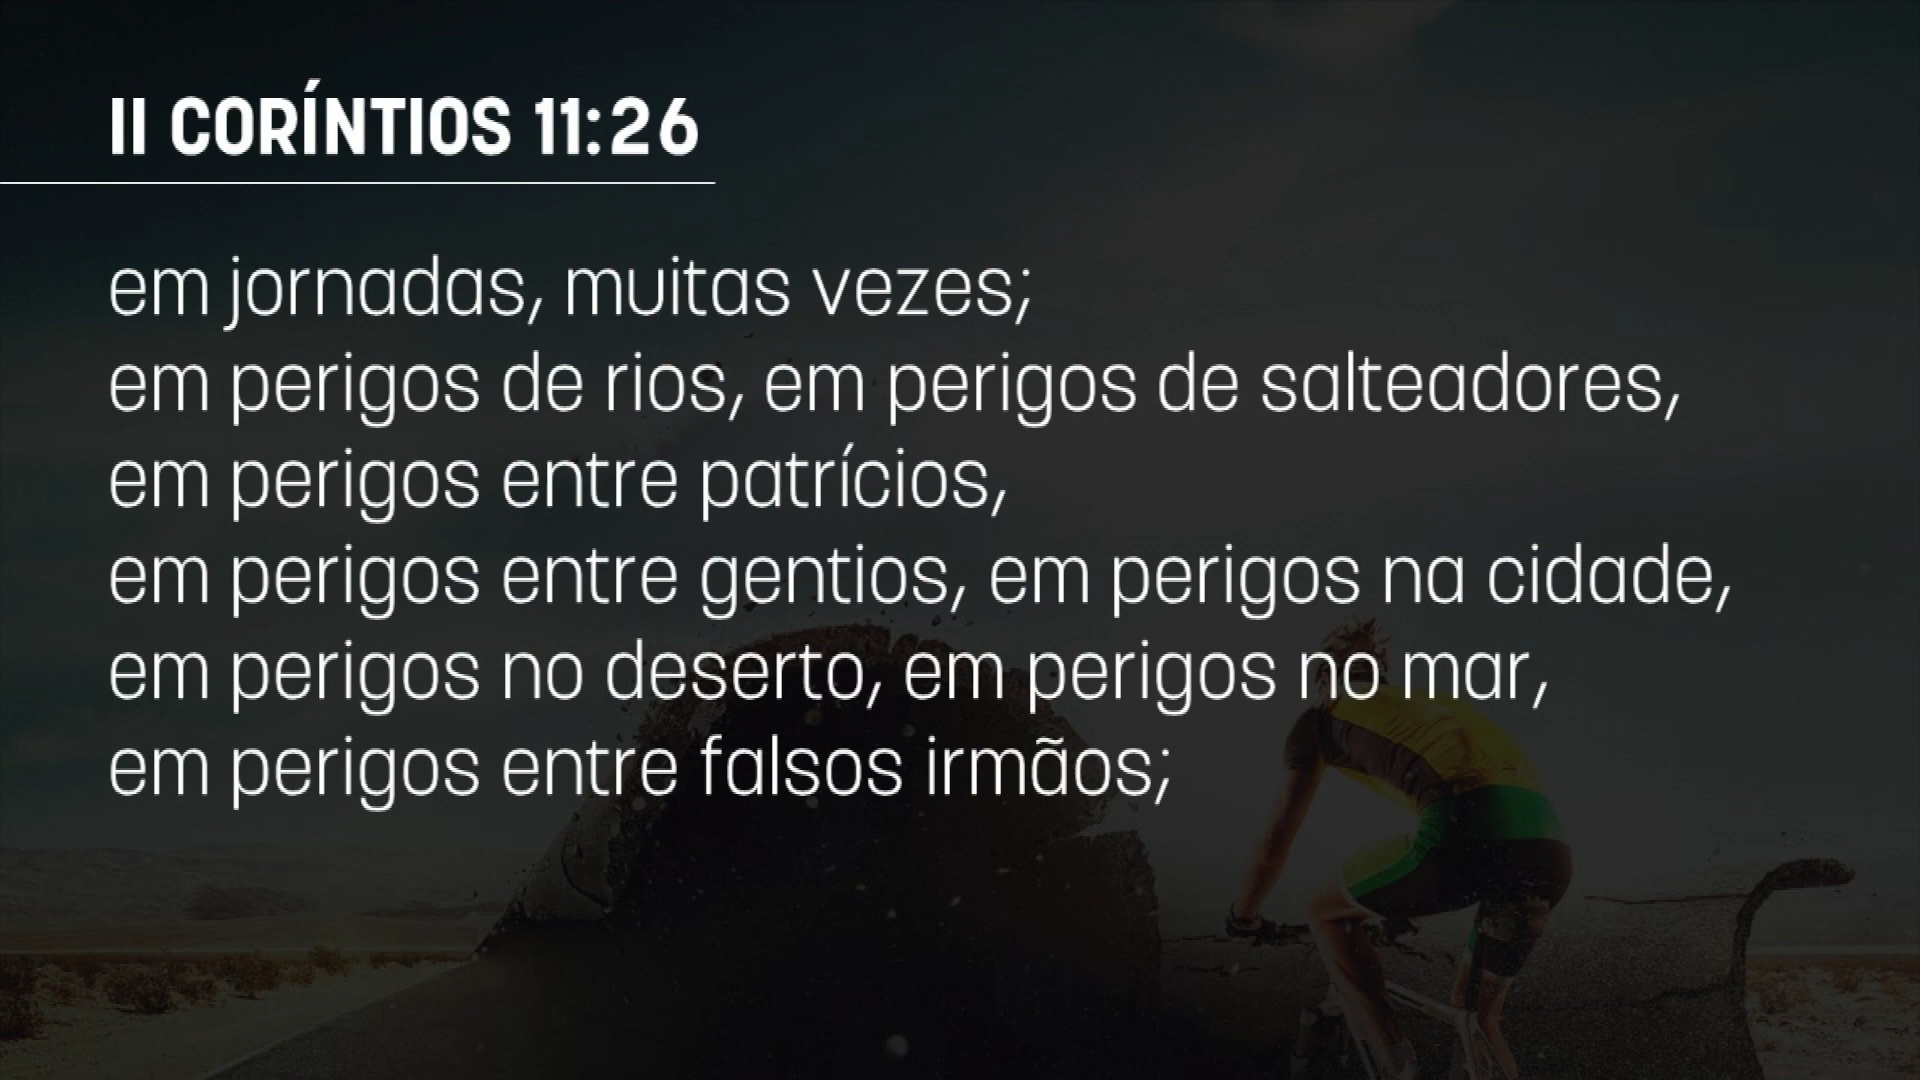 II CORÍNTIOS 11:26
em jornadas, muitas vezes;
em perigos de rios, em perigos de salteadores,
em perigos entre patrícios,
em perigos entre gentios, em perigos na cidade,
em perigos no deserto, em perigos no mar,
em perigos entre falsos irmãos;